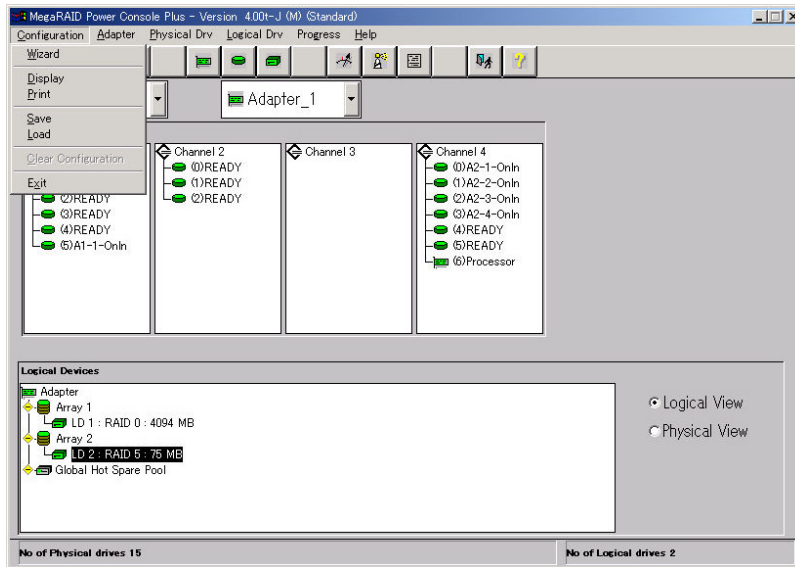 MegaRAID Power Console Plus - Version 4.00t-J (M) (Standard)
Configuration Adapter Physical Drv Logical Drv Progress Help
Wizard
Display
Print
Save
Load
Clear Configuration
Exit
Adapter_1
(2)READY
(3)READY
(4)READY
(5)A1-1-Onln
Channel 2
(0)READY
(1)READY
(2)READY
Channel 3
Channel 4
(0)A2-1-Onln
(1)A2-2-Onln
(2)A2-3-Onln
(3)A2-4-Onln
(4)READY
(5)READY
(6)Processor
Logical Devices
Adapter
Array 1
LD 1 : RAID 0 : 4094 MB
Array 2
LD 2 : RAID 5 : 75 MB
Global Hot Spare Pool
Logical View
Physical View
No of Physical drives 15
No of Logical drives 2